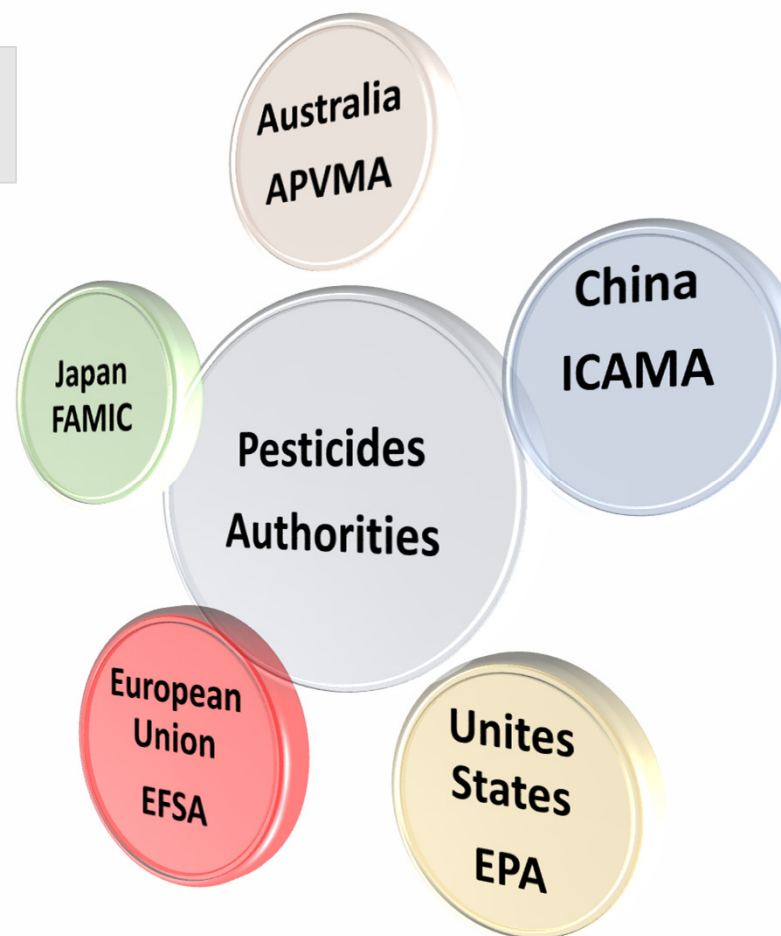 Australia
APVMA
China
ICAMA
Japan
FAMIC
Pesticides
Authorities
European
Union
EFSA
Unites
States
EPA